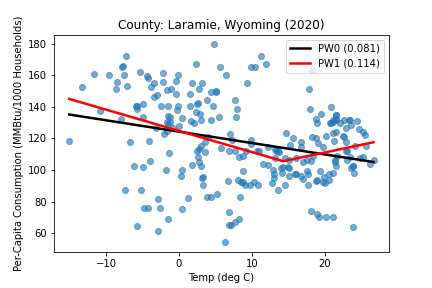 County: Laramie, Wyoming (2020)
Per-Capita Consumption (MMBtu/1000 Households)
180
160
140
120
100
80
60
PW0 (0.081)
PW1 (0.114)
−10
0
10
20
Temp (deg C)